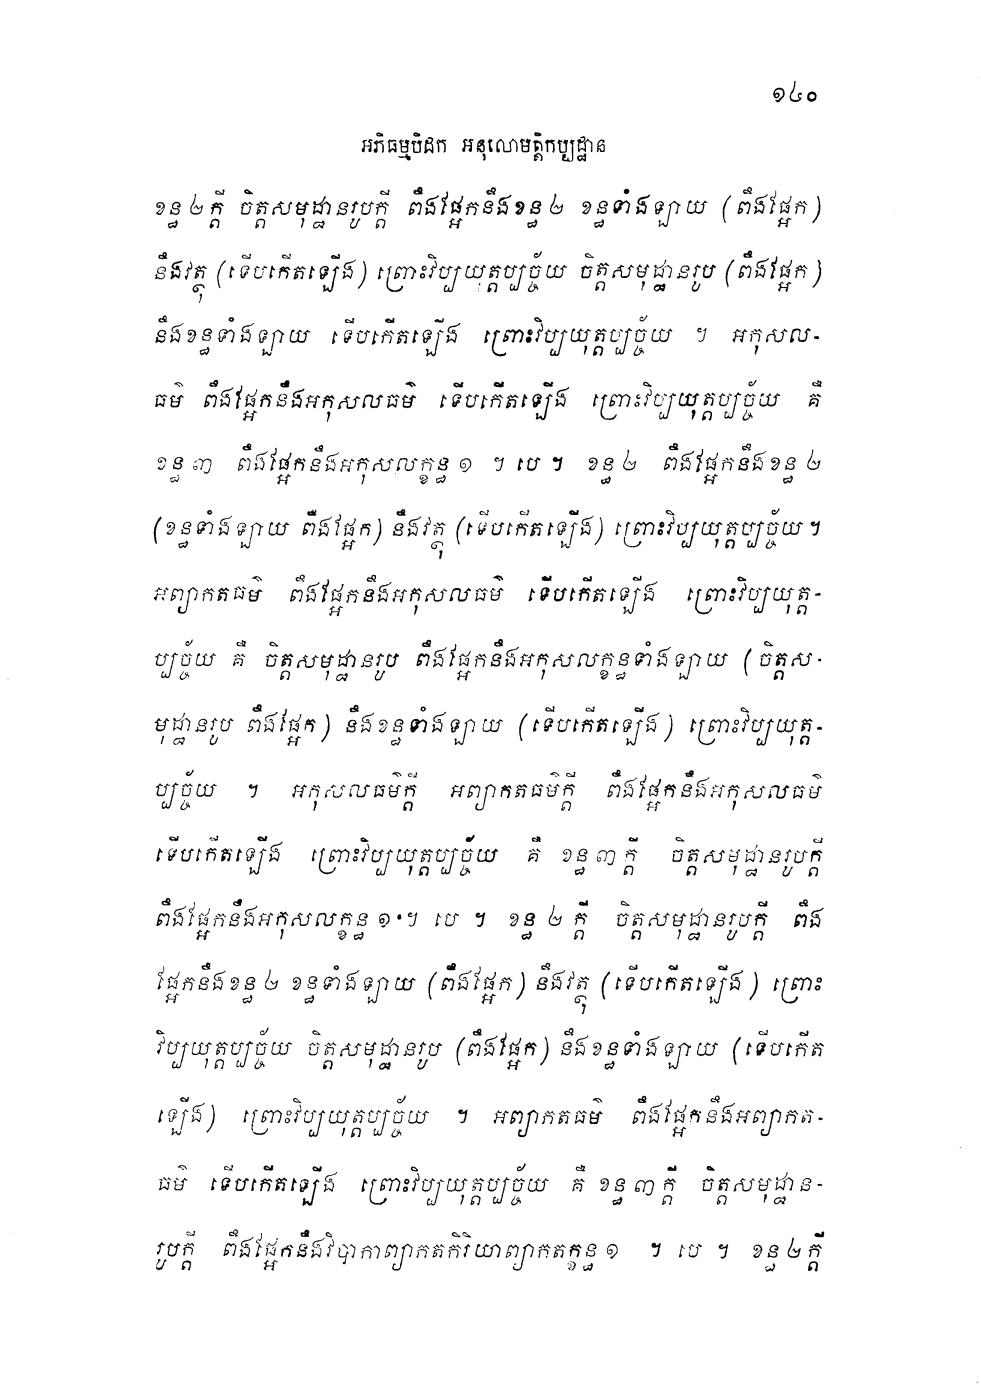 ១៤០
អភិធម្មបិដក អនុលោមត្តិកប្បដ្ឋាន
ខន្ធ ២ ក្តី ចិត្តសមុដ្ឋានរូបក្តី ពឹងផ្អែកនឹងខន្ធ ២ ខន្ធទាំងឡាយ (ពឹងផ្អែក)
នឹងវត្ថុ (ទើបកើតឡើង) ព្រោះវិប្បយុត្តប្បច្ច័យ ចិត្តសមុដ្ឋានរូប (ពឹងផ្អែក)
នឹងខន្ធទាំងឡាយ ទើបកើតឡើង ព្រោះវិប្បយុត្តប្បច្ច័យ ។ អកុសល-
ធម៌ ពឹងផ្អែកនឹងអកុសលធម៌ ទើបកើតឡើង ព្រោះវិប្បយុត្តប្បច្ច័យ គឺ
ខន្ធ ៣ ពឹងផ្អែកនឹងអកុសលក្ខន្ធ ១ ។ បេ ។ ខន្ធ ២ ពឹងផ្អែកនឹងខន្ធ ២
(ខន្ធទាំងឡាយ ពឹងផ្អែក) នឹងវត្ថុ (ទើបកើតឡើង) ព្រោះវិប្បយុត្តប្បច្ច័យ ។
អព្យាកតធម៌ ពឹងផ្អែកនឹងអកុសលធម៌ ទើបកើតឡើង ព្រោះវិប្បយុត្ត-
ប្បច្ច័យ គឺ ចិត្តសមុដ្ឋានរូប ពឹងផ្អែកនឹងអកុសលក្ខន្ធទាំងឡាយ (ចិត្តស-
មុដ្ឋានរូប ពឹងផ្អែក) នឹងខន្ធទាំងឡាយ (ទើបកើតឡើង) ព្រោះវិប្បយុត្ត-
ប្បច្ច័យ ។ អកុសលធម៌ក្តី អព្យាកតធម៌ក្តី ពឹងផ្អែកនឹងអកុសលធម៌
ទើបកើតឡើង ព្រោះវិប្បយុត្តប្បច្ច័យ គឺ ខន្ធ ៣ ក្តី ចិត្តសមុដ្ឋានរូបក្តី
ពឹងផ្អែកនឹងអកុសលក្ខន្ធ ១ ។ បេ ។ ខន្ធ ២ ក្តី ចិត្តសមុដ្ឋានរូបក្តី ពឹង
ផ្អែកនឹងខន្ធ ២ ខន្ធទាំងឡាយ (ពឹងផ្អែក) នឹងវត្ថុ (ទើបកើតឡើង) ព្រោះ
វិប្បយុត្តប្បច្ច័យ ចិត្តសមុដ្ឋានរូប (ពឹងផ្អែក) នឹងខន្ធទាំងឡាយ (ទើបកើត
ឡើង) ព្រោះវិប្បយុត្តប្បច្ច័យ ។ អព្យាកតធម៌ ពឹងផ្អែកនឹងអព្យាកត-
ធម៌ ទើបកើតឡើង ព្រោះវិប្បយុត្តប្បច្ច័យ គឺ ខន្ធ ៣ ក្តី ចិត្តសមុដ្ឋាន-
រូបក្តី ពឹងផ្អែកនឹងវិបាកាព្យាកតកិរិយាព្យាកតក្ខន្ធ ១ ។ បេ ។ ខន្ធ ២ ក្តី